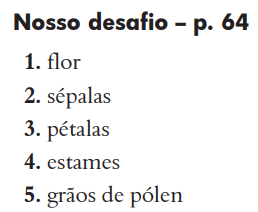 Nosso desafio – p. 64
1. flor
2. sépalas
3. pétalas
4. estames
5. grãos de pólen